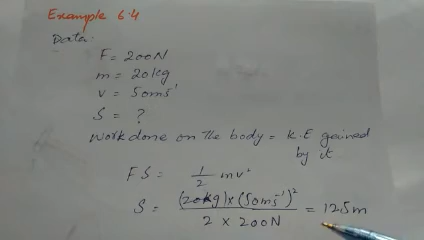 Example 6.4
Data:
F = 200N
m = 20kg
v = 50ms⁻¹
S = ?
Work done on the body = K.E gained
by it
FS = 1/2 mv²
S = (20kg) x (50ms⁻¹)² / 2 x 200N = 125m